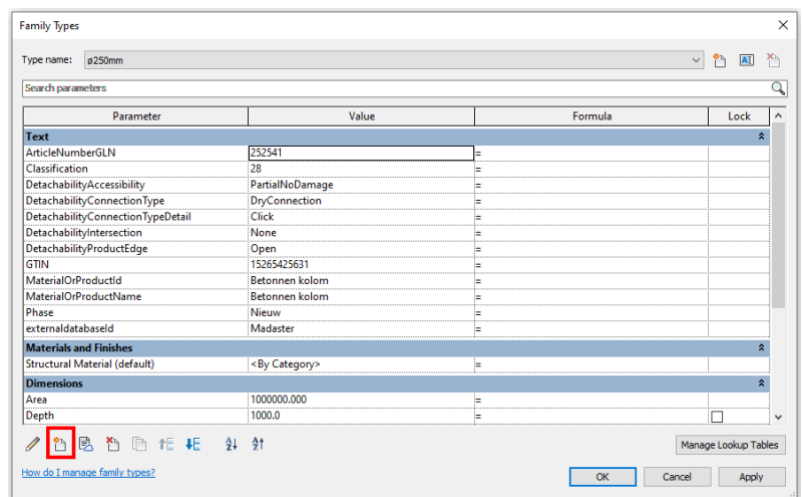 Family Types
Type name: ø250mm
Search parameters
Parameter Value Formula Lock
Text
ArticleNumberGLN 252541 =
Classification 28 =
DetachabilityAccessibility PartialNoDamage =
DetachabilityConnectionType DryConnection =
DetachabilityConnectionTypeDetail Click =
DetachabilityIntersection None =
DetachabilityProductEdge Open =
GTIN 15265425631 =
MaterialOrProductId Betonnen kolom =
MaterialOrProductName Betonnen kolom =
Phase Nieuw =
externaldatabaseId Madaster =
Materials and Finishes
Structural Material (default) <By Category> =
Dimensions
Area 1000000.000 =
Depth 1000.0 =
Manage Lookup Tables
How do I manage family types?
OK Cancel Apply